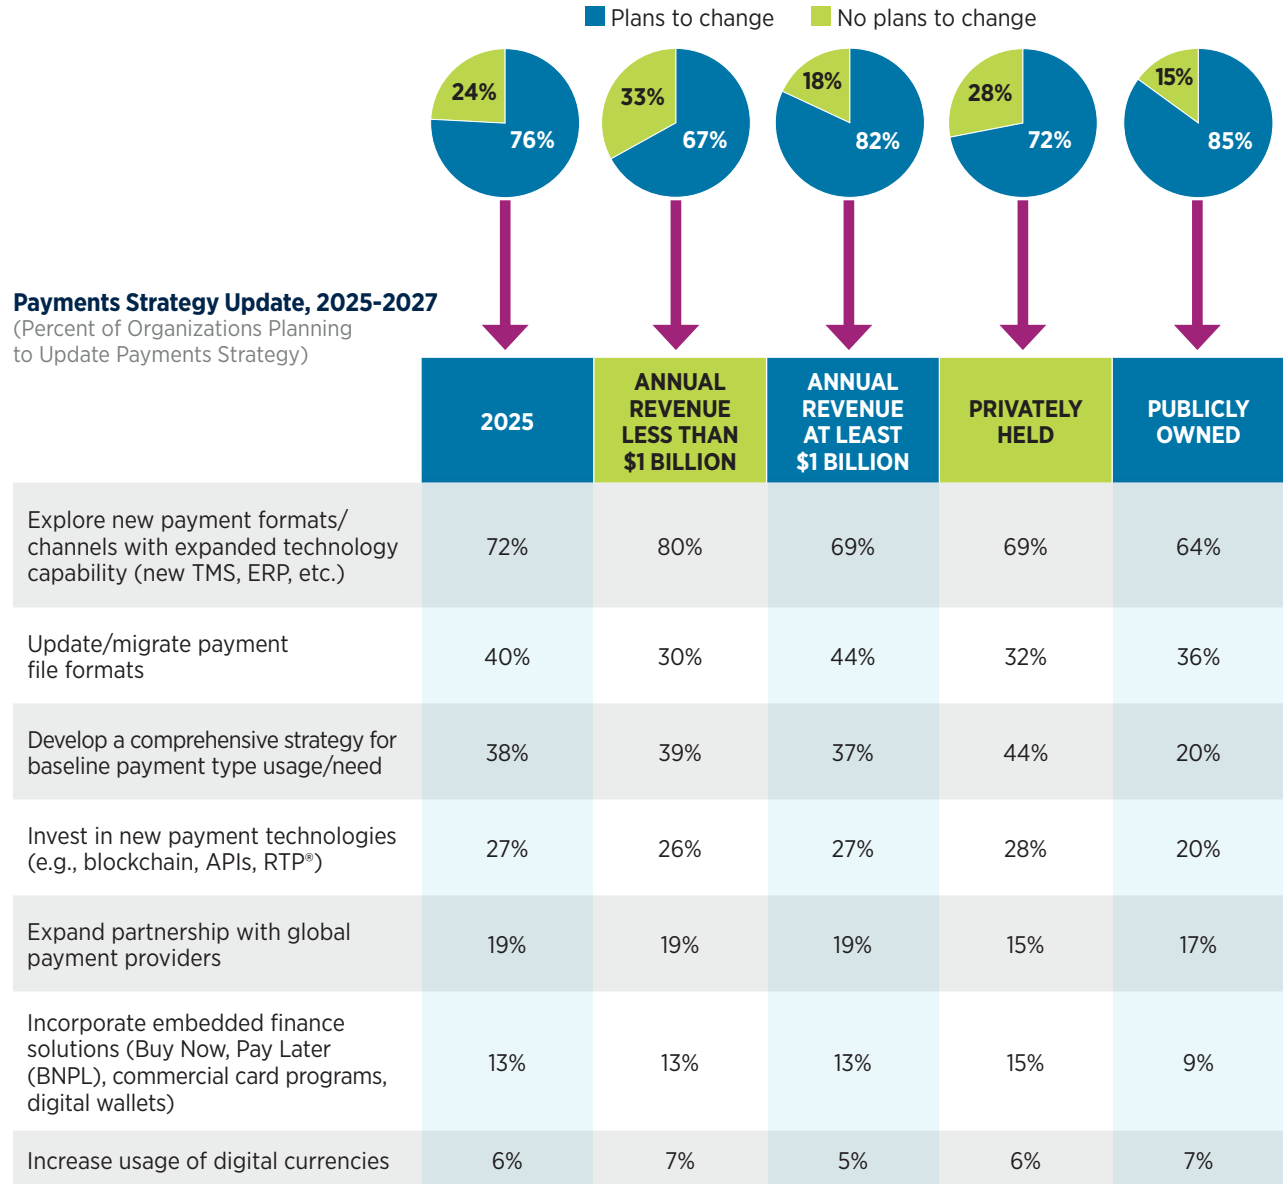 Plans to change
No plans to change
24%
76%
33%
67%
18%
82%
28%
72%
15%
85%
Payments Strategy Update, 2025-2027
(Percent of Organizations Planning
to Update Payments Strategy)
2025
ANNUAL
REVENUE
LESS THAN
$1 BILLION
ANNUAL
REVENUE
AT LEAST
$1 BILLION
PRIVATELY
HELD
PUBLICLY
OWNED
Explore new payment formats/
channels with expanded technology
capability (new TMS, ERP, etc.)
72%
80%
69%
69%
64%
Update/migrate payment
file formats
40%
30%
44%
32%
36%
Develop a comprehensive strategy for
baseline payment type usage/need
38%
39%
37%
44%
20%
Invest in new payment technologies
(e.g., blockchain, APIs, RTP®)
27%
26%
27%
28%
20%
Expand partnership with global
payment providers
19%
19%
19%
15%
17%
Incorporate embedded finance
solutions (Buy Now, Pay Later
(BNPL), commercial card programs,
digital wallets)
13%
13%
13%
15%
9%
Increase usage of digital currencies
6%
7%
5%
6%
7%